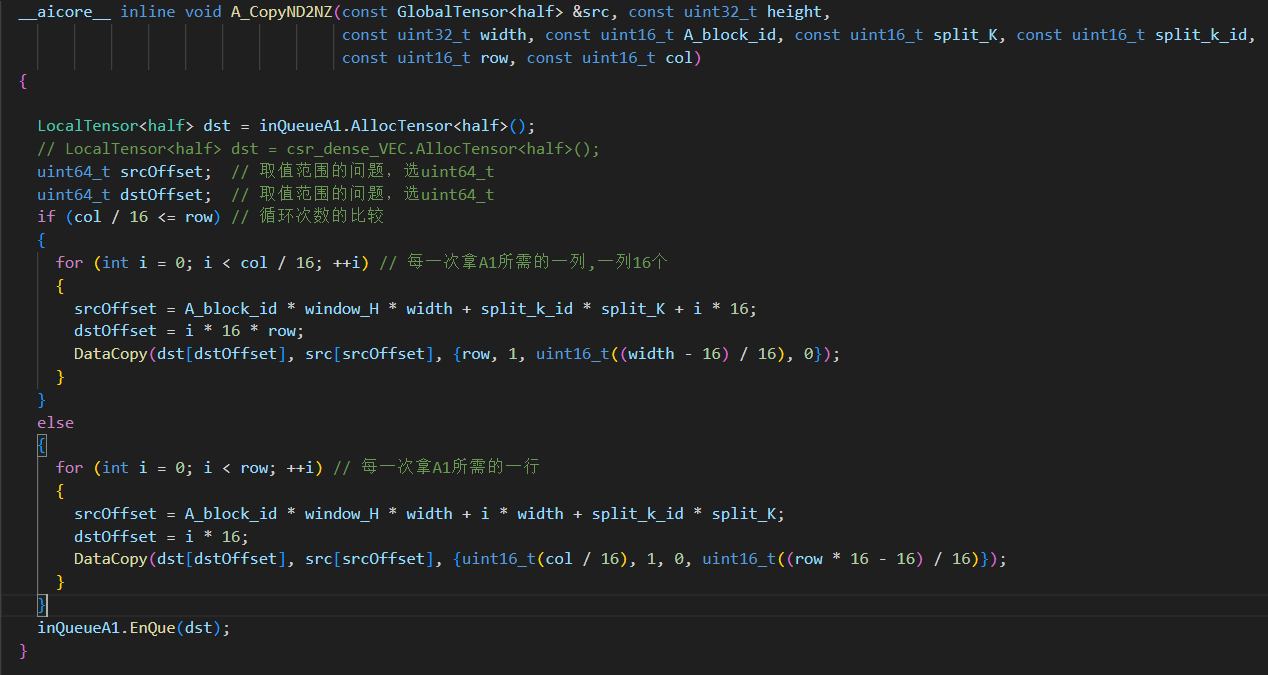 __aicore__ inline void A_CopyND2NZ(const GlobalTensor<half> &src, const uint32_t height,
const uint32_t width, const uint16_t A_block_id, const uint16_t split_K, const uint16_t split_k_id,
const uint16_t row, const uint16_t col)
{
LocalTensor<half> dst = inQueueA1.AllocTensor<half>();
// LocalTensor<half> dst = csr_dense_VEC.AllocTensor<half>();
uint64_t srcOffset; // 取值范围的问题，选uint64_t
uint64_t dstOffset; // 取值范围的问题，选uint64_t
if (col / 16 <= row) // 循环次数的比较
{
for (int i = 0; i < col / 16; ++i) // 每一次拿A1所需的一列,一列16个
{
srcOffset = A_block_id * window_H * width + split_k_id * split_K + i * 16;
dstOffset = i * 16 * row;
DataCopy(dst[dstOffset], src[srcOffset], {row, 1, uint16_t((width - 16) / 16), 0});
}
}
else
{
for (int i = 0; i < row; ++i) // 每一次拿A1所需的一行
{
srcOffset = A_block_id * window_H * width + i * width + split_k_id * split_K;
dstOffset = i * 16;
DataCopy(dst[dstOffset], src[srcOffset], {uint16_t(col / 16), 1, 0, uint16_t((row * 16 - 16) / 16)});
}
}
inQueueA1.EnQue(dst);
}